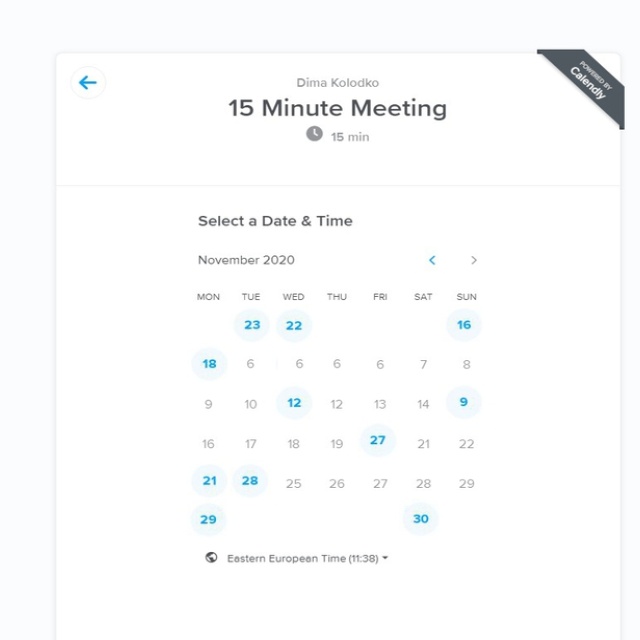 POWERED BY
Calendly
Dima Kolodko
15 Minute Meeting
15 min
Select a Date & Time
November 2020
MON TUE WED THU FRI SAT SUN
23 22 16
18 6 6 6 6 7 8
9 10 12 12 13 14 9
16 17 18 19 27 21 22
21 28 25 26 27 28 29
29 30
Eastern European Time (11:38)